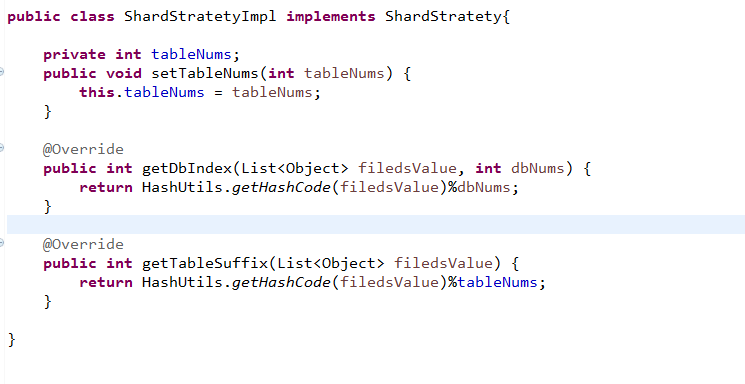 public class ShardStratetyImpl implements ShardStratety{
private int tableNums;
public void setTableNums(int tableNums) {
this.tableNums = tableNums;
}
@Override
public int getDbIndex(List<Object> filedsValue, int dbNums) {
return HashUtils.getHashCode(filedsValue)%dbNums;
}
@Override
public int getTableSuffix(List<Object> filedsValue) {
return HashUtils.getHashCode(filedsValue)%tableNums;
}
}